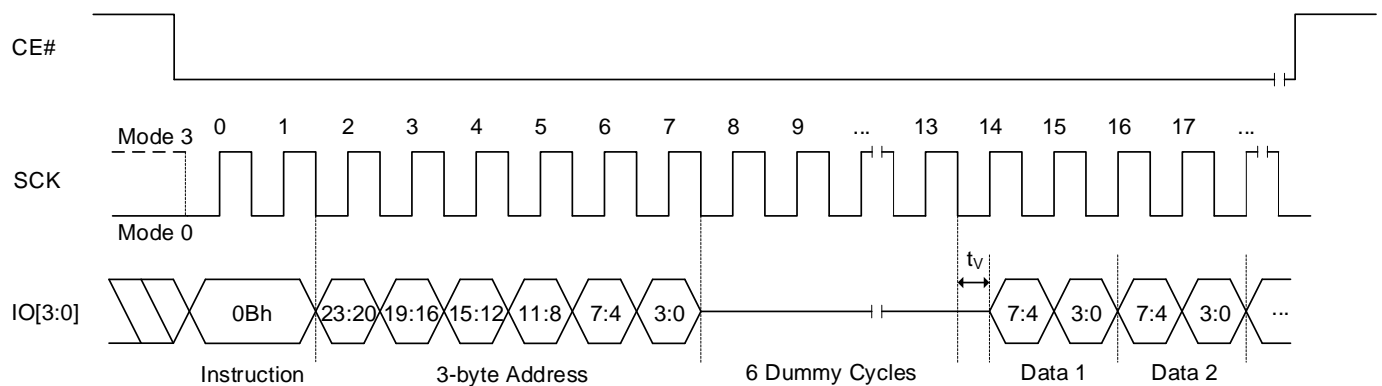 CE#
0 1 2 3 4 5 6 7 8 9 ... 13 14 15 16 17 ...
Mode 3
SCK
Mode 0
tV
IO[3:0] 0Bh 23:20 19:16 15:12 11:8 7:4 3:0 7:4 3:0 7:4 3:0 ...
Instruction 3-byte Address 6 Dummy Cycles Data 1 Data 2